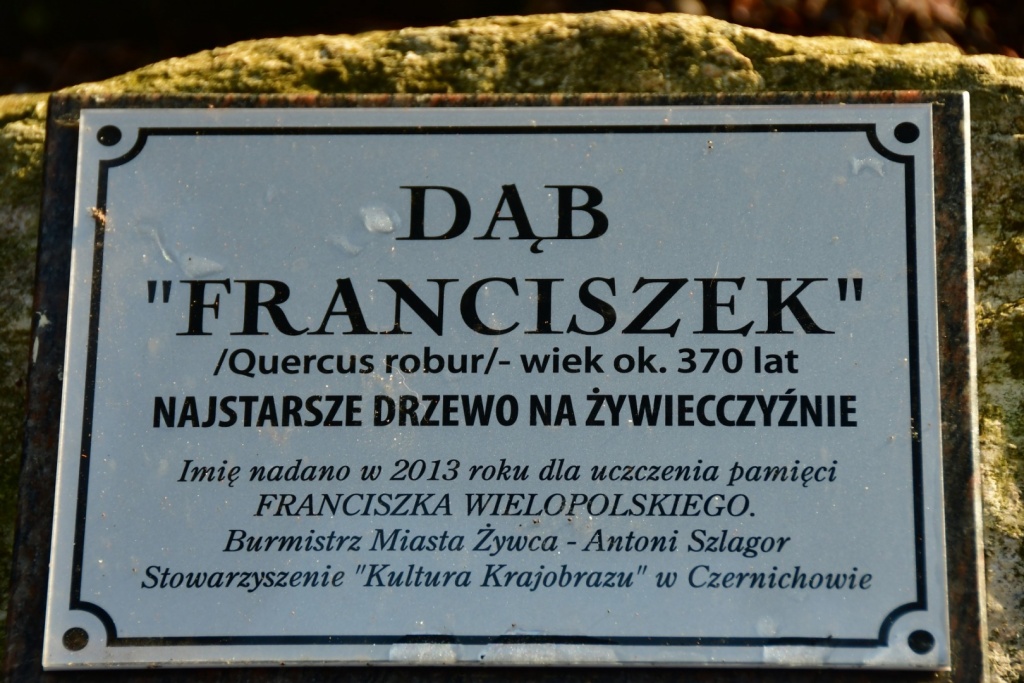 DĄB
"FRANCISZEK"
/Quercus robur/- wiek ok. 370 lat
NAJSTARSZE DRZEWO NA ŻYWIECCZYŹNIE
Imię nadano w 2013 roku dla uczczenia pamięci
FRANCISZKA WIELOPOLSKIEGO.
Burmistrz Miasta Żywca - Antoni Szlagor
Stowarzyszenie "Kultura Krajobrazu" w Czernichowie